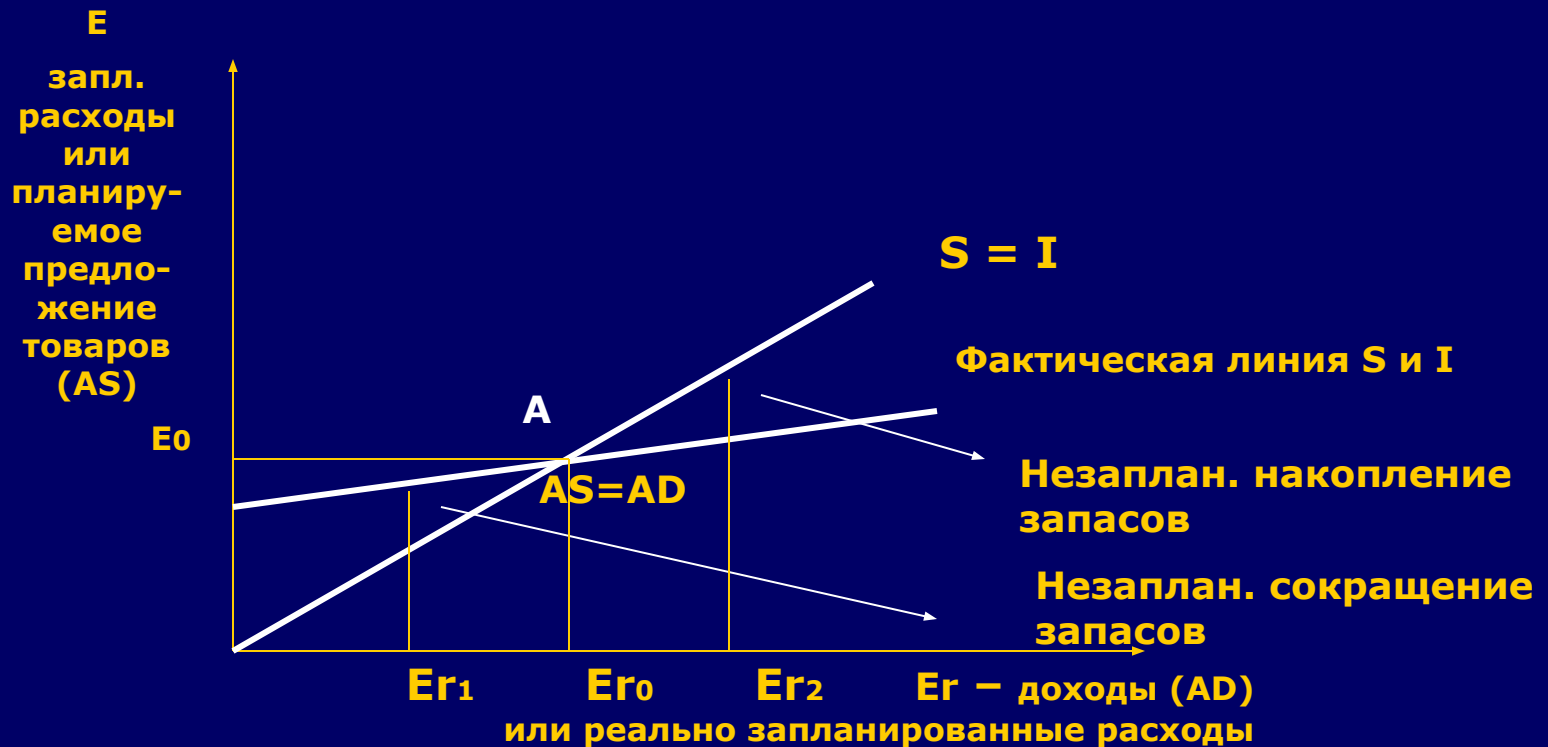 E
запл.
расходы
или
планиру-
емое
предло-
жение
товаров
(AS)
S = I
Фактическая линия S и I
A
E0
AS=AD
Незаплан. накопление
запасов
Незаплан. сокращение
запасов
Er1 Er0 Er2 Er – доходы (AD)
или реально запланированные расходы